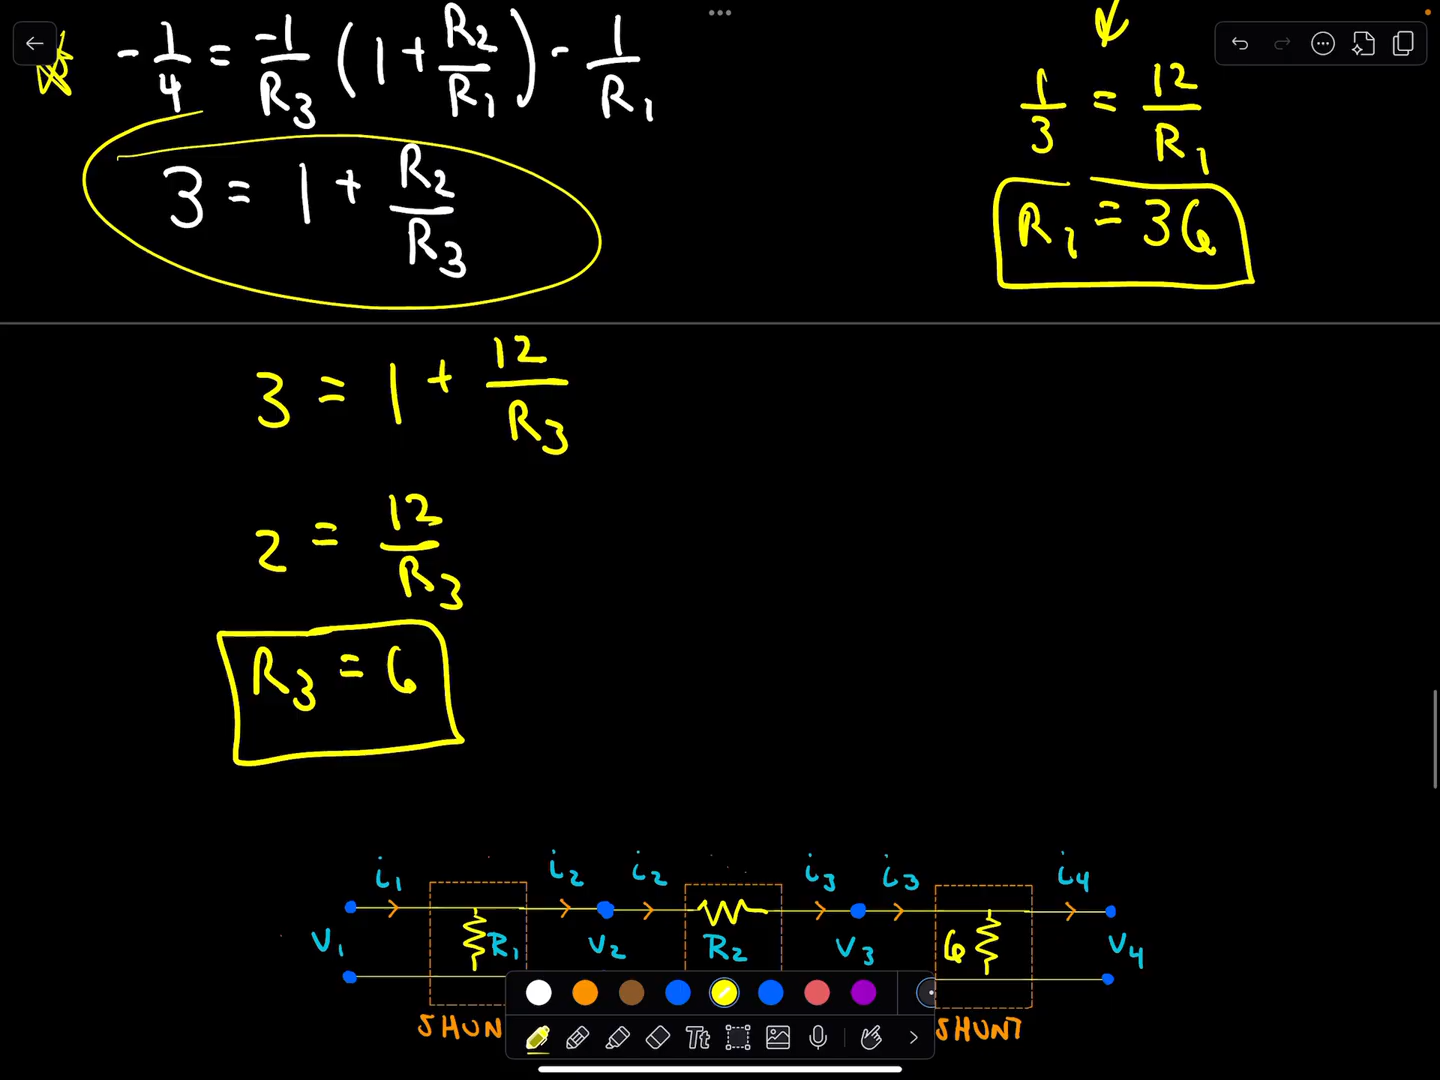 -1/4 = -1/R₃ (1 + R₂/R₁) - 1/R₁
3 = 1 + R₂/R₃
1/3 = 12/R₁
R₁ = 36
3 = 1 + 12/R₃
2 = 12/R₃
R₃ = 6
i₁ i₂ i₂ i₃ i₃ i₄
V₁ R₁ V₂ R₂ V₃ 6 V₄
SHUN SHUNT
Tt